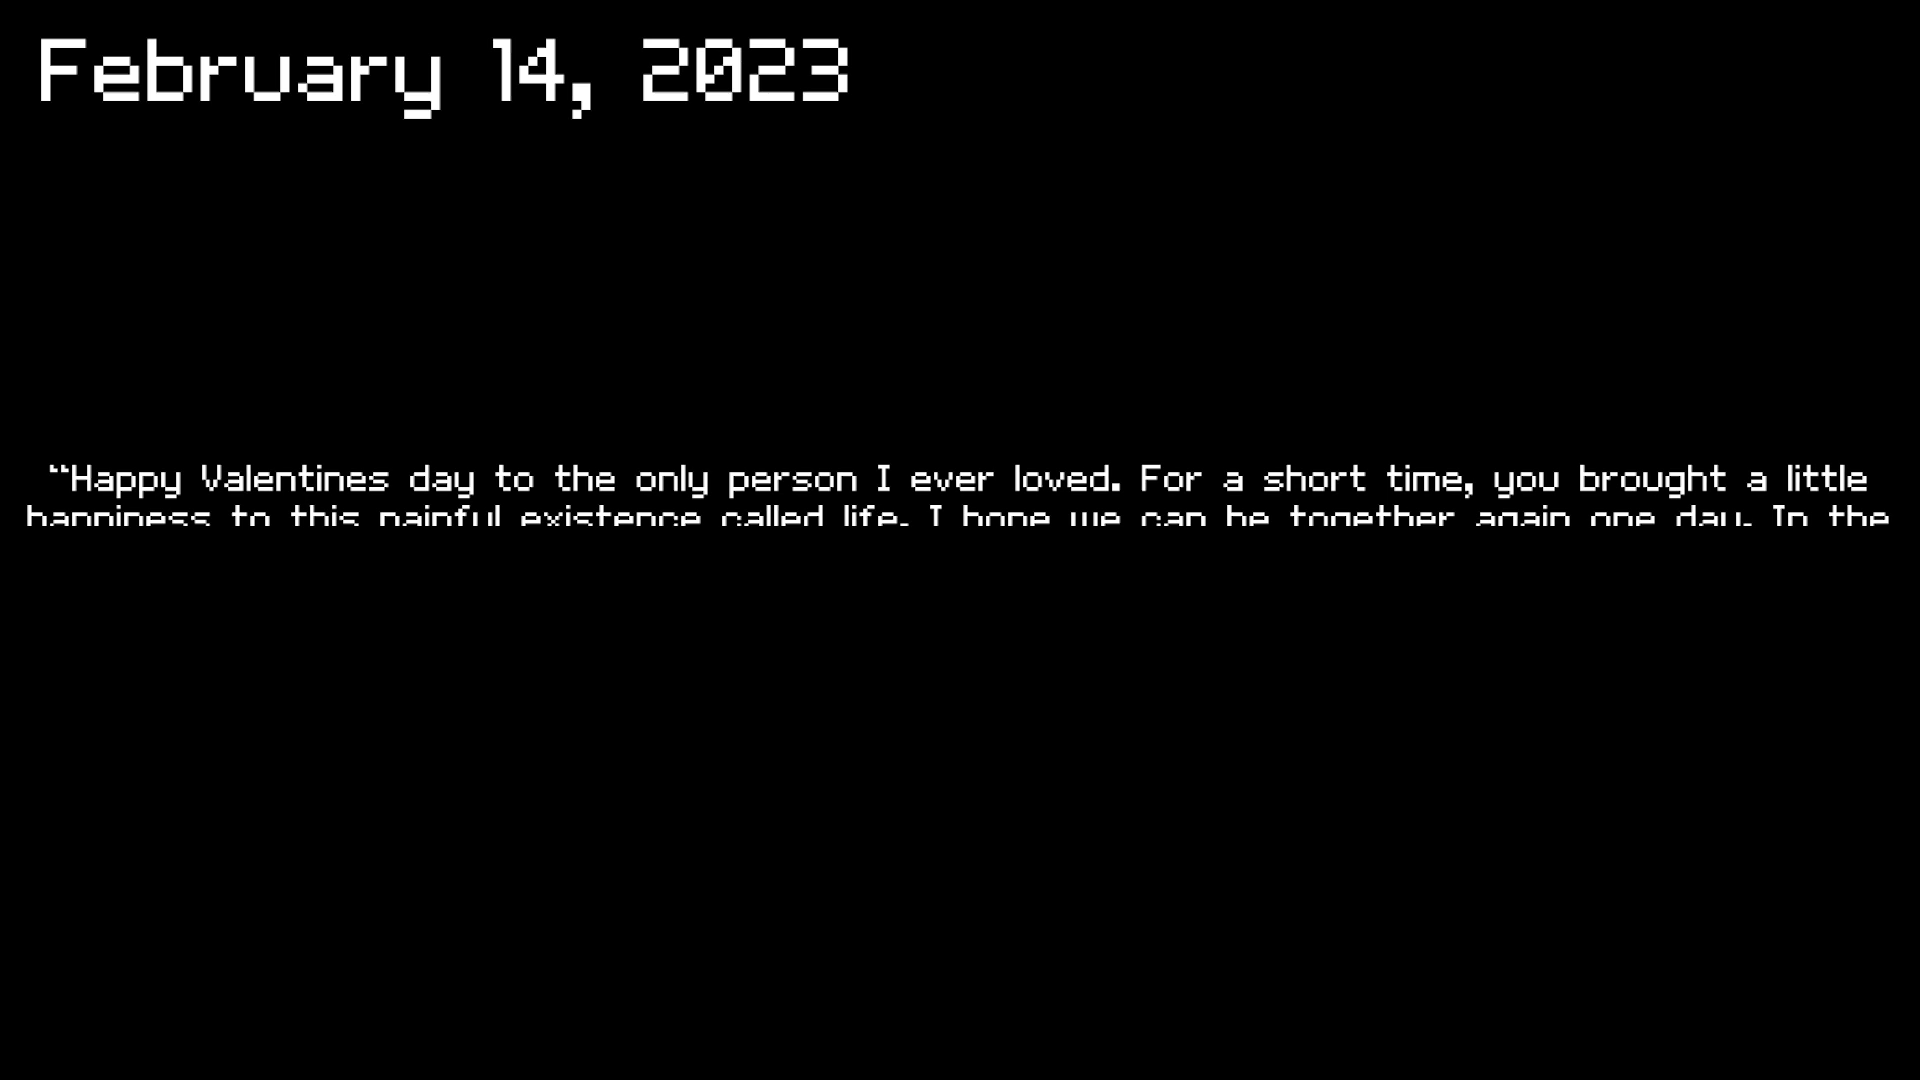 February 14, 2023
“Happy Valentines day to the only person I ever loved. For a short time, you brought a little
happiness to this painful existence called life. I hope we can be together again one day. In the